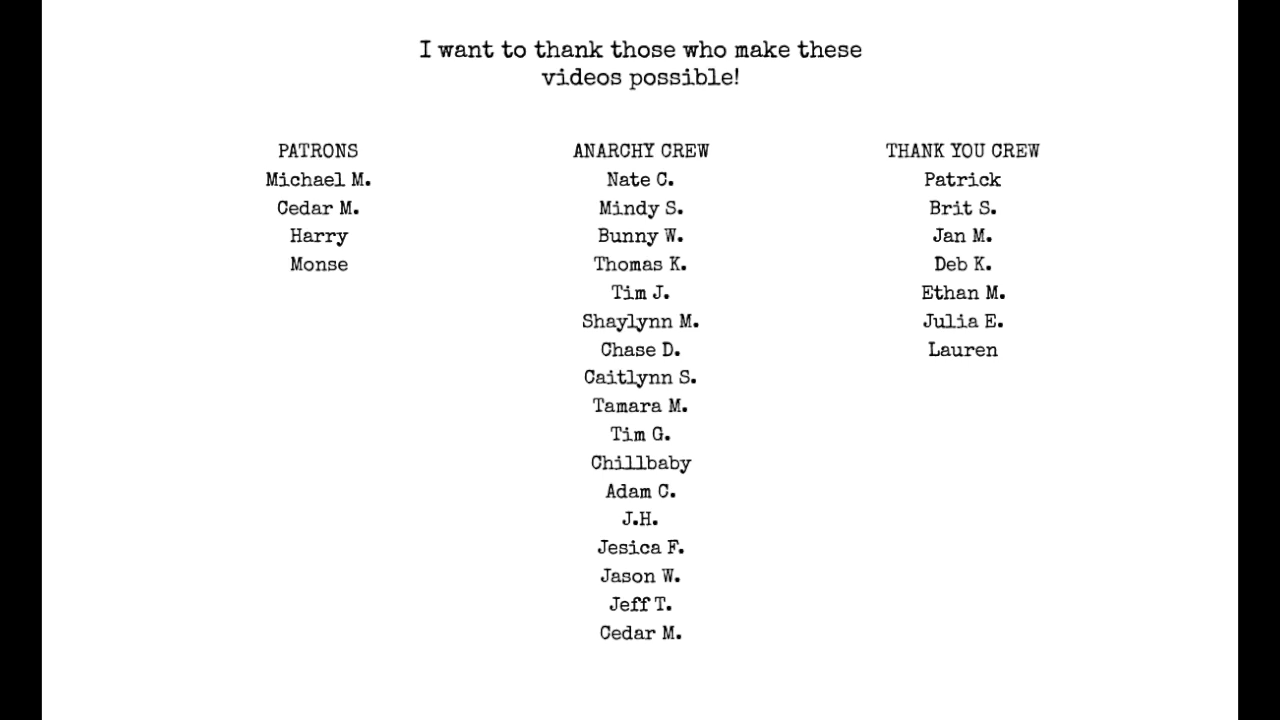 I want to thank those who make these
videos possible!
PATRONS
Michael M.
Cedar M.
Harry
Monse
ANARCHY CREW
Nate C.
Mindy S.
Bunny W.
Thomas K.
Tim J.
Shaylynn M.
Chase D.
Caitlynn S.
Tamara M.
Tim G.
Chillbaby
Adam C.
J.H.
Jesica F.
Jason W.
Jeff T.
Cedar M.
THANK YOU CREW
Patrick
Brit S.
Jan M.
Deb K.
Ethan M.
Julia E.
Lauren